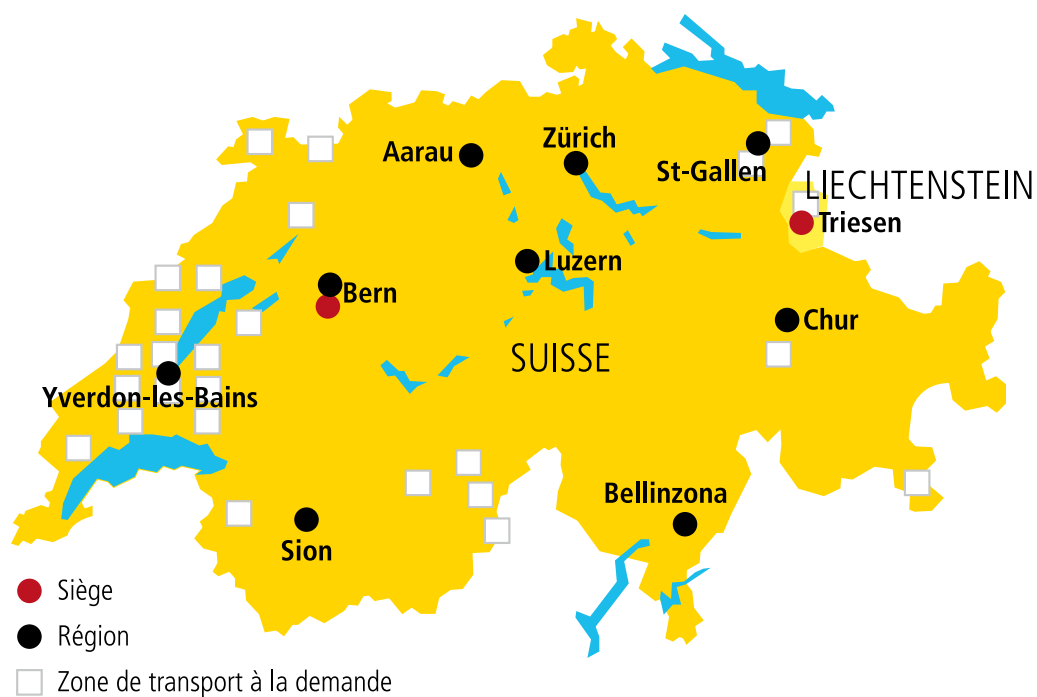 Aarau
Zürich
St-Gallen
LIECHTENSTEIN
Triesen
Luzern
Bern
Chur
SUISSE
Yverdon-les-Bains
Bellinzona
Sion
Siège
Région
Zone de transport à la demande